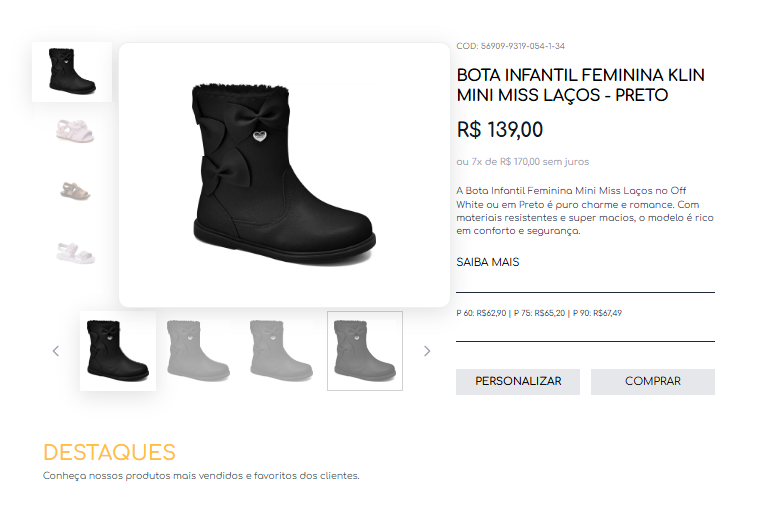 COD: 56909-9319-054-1-34
BOTA INFANTIL FEMININA KLIN
MINI MISS LAÇOS - PRETO
R$ 139,00
ou 7x de R$ 170,00 sem juros
A Bota Infantil Feminina Mini Miss Laços no Off
White ou em Preto é puro charme e romance. Com
materiais resistentes e super macios, o modelo é rico
em conforto e segurança.
SAIBA MAIS
P 60: R$62,90 | P 75: R$65,20 | P 90: R$67,49
PERSONALIZAR
COMPRAR
DESTAQUES
Conheça nossos produtos mais vendidos e favoritos dos clientes.